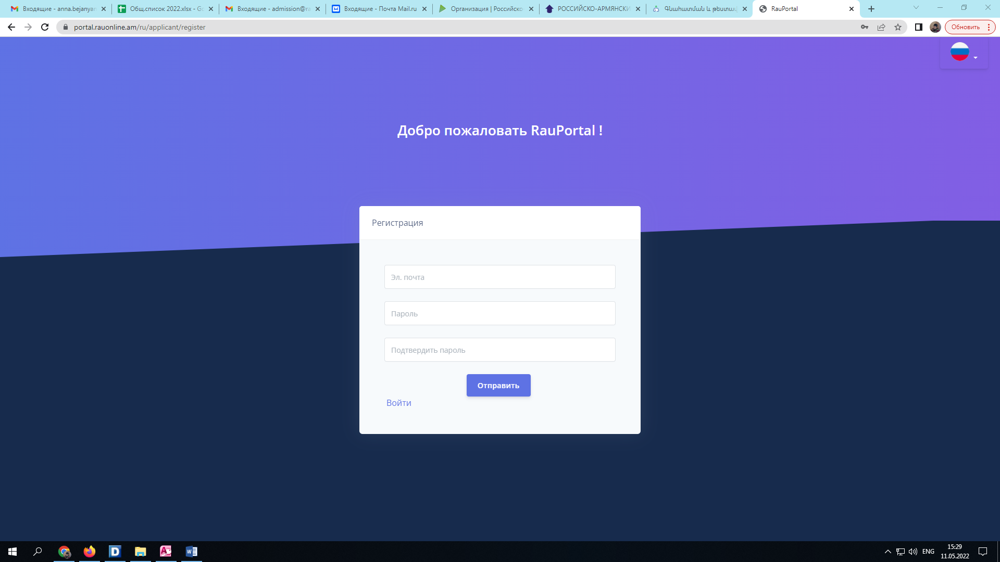 Входящие - anna.bejanyan
Общ.список 2022.xlsx - Go
Входящие - admission@ra
Входящие - Почта Mail.ru
Организация | Российско-
РОССИЙСКО-АРМЯНСКИ
Գնահատման և թեստավ
RauPortal
portal.rauonline.am/ru/applicant/register
Обновить
Добро пожаловать RauPortal !
Регистрация
Эл. почта
Пароль
Подтвердить пароль
Отправить
Войти
ENG
15:29
11.05.2022